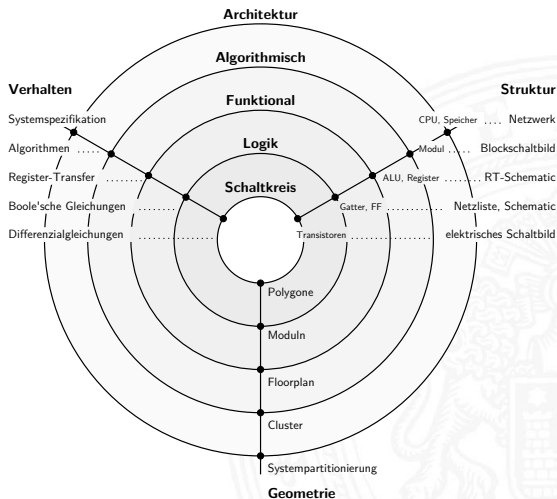 Architektur
Algorithmisch
Verhalten
Struktur
Funktional
Systemspezifikation
CPU, Speicher ..... Netzwerk
Logik
Algorithmen .....
Modul ..... Blockschaltbild
Register-Transfer .....
Schaltkreis
ALU, Register ..... RT-Schematic
Boole'sche Gleichungen .....
Gatter, FF ..... Netzliste, Schematic
Differenzialgleichungen .....
Transistoren ..... elektrisches Schaltbild
Polygone
Moduln
Floorplan
Cluster
Systempartitionierung
Geometrie